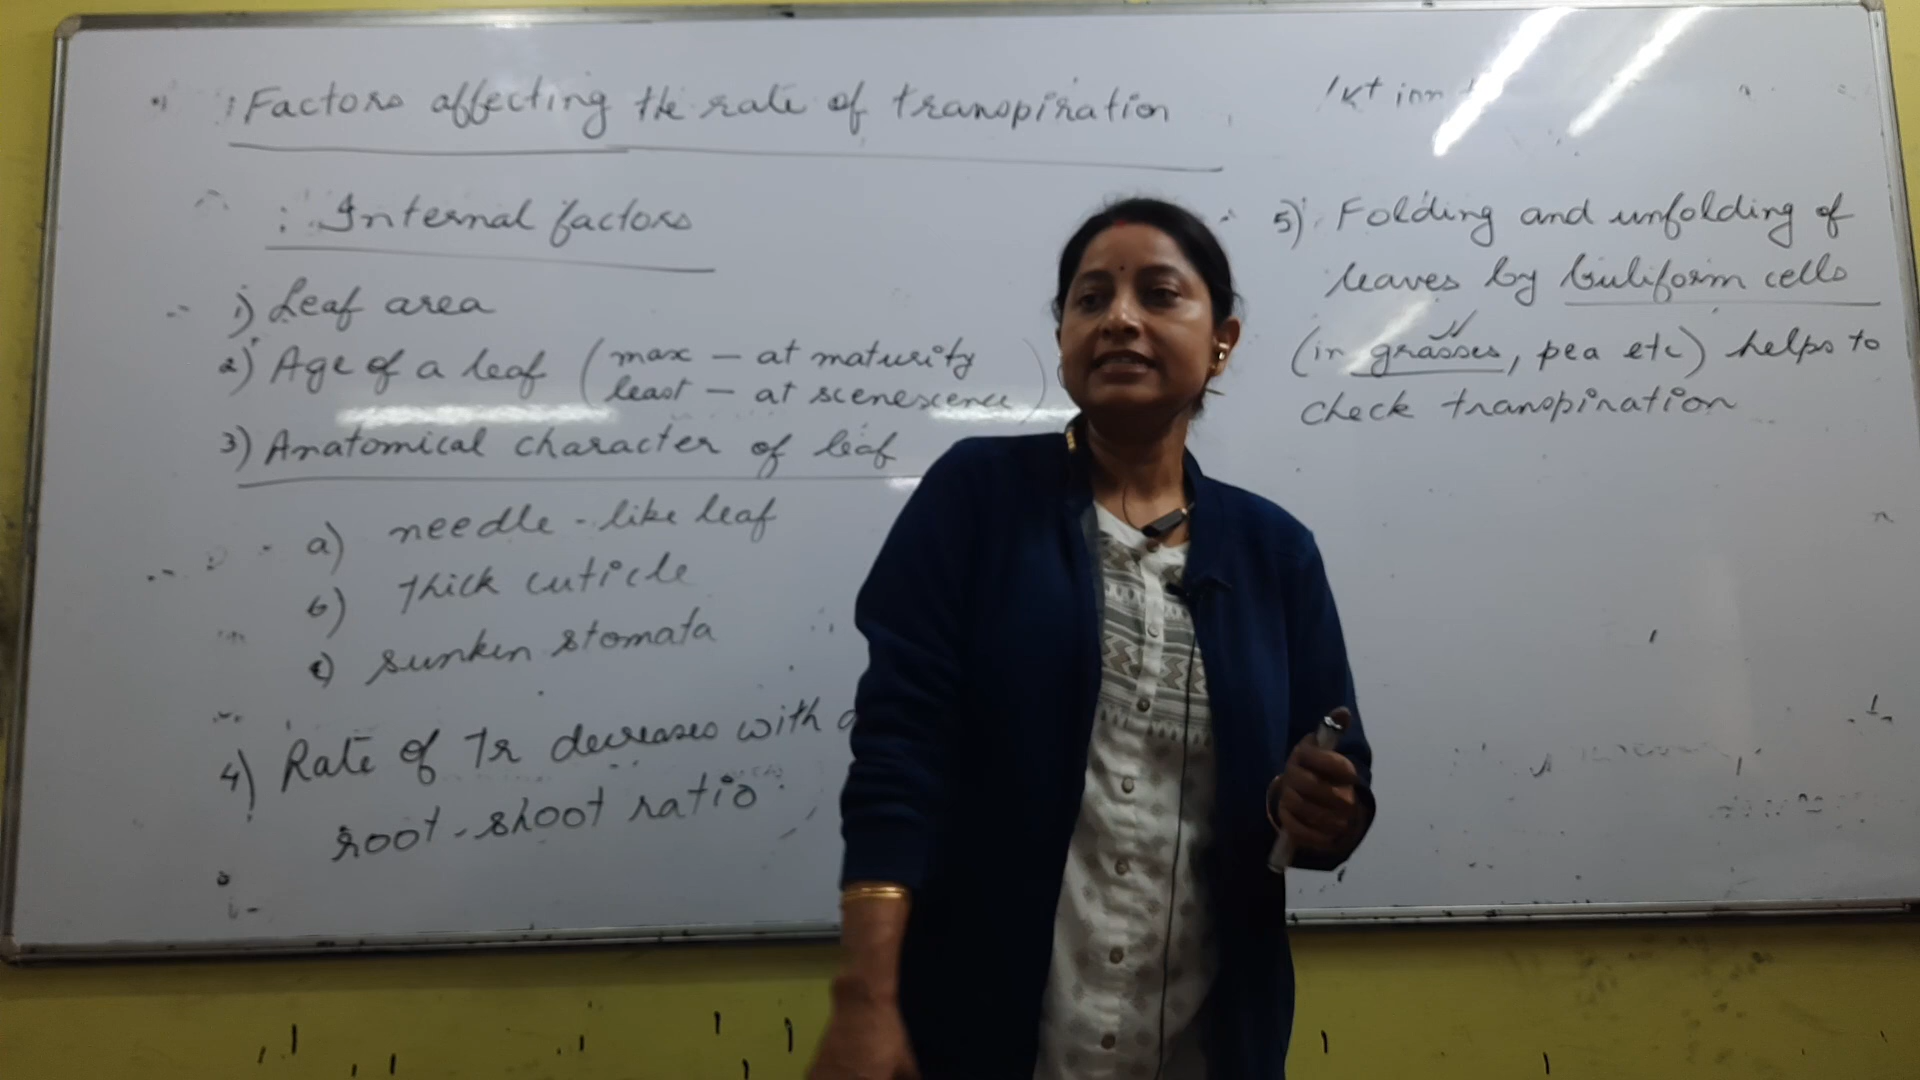 Factors affecting the rate of transpiration
: Internal factors
1) Leaf area
2) Age of a leaf (max - at maturity
least - at scenescence)
3) Anatomical character of leaf
a) needle-like leaf
b) thick cuticle
c) sunken stomata
4) Rate of Tr decreases with
root-shoot ratio
5) Folding and unfolding of
leaves by buliform cells
(in grasses, pea etc) helps to
check transpiration